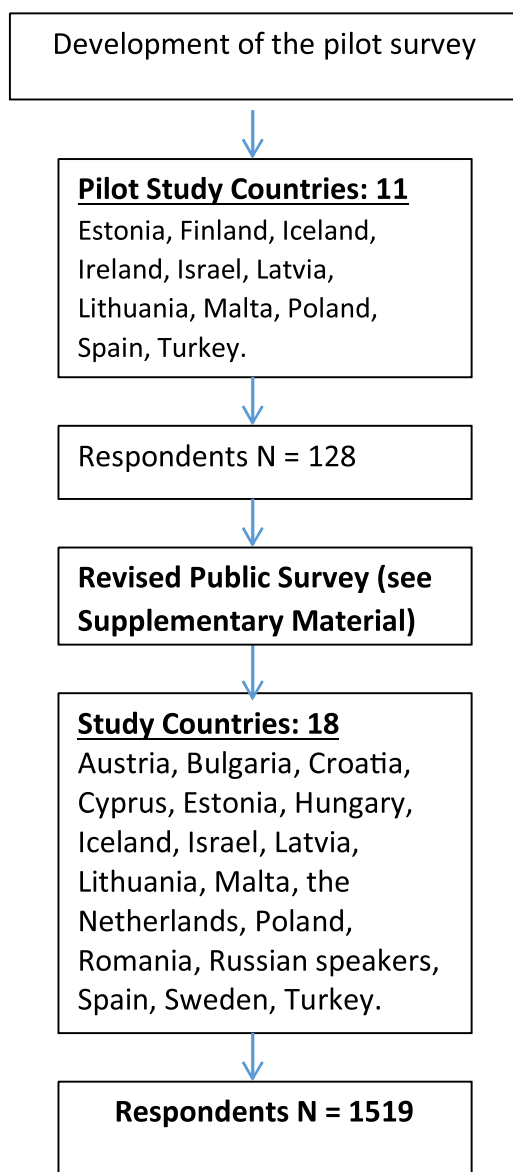 Development of the pilot survey
Pilot Study Countries: 11
Estonia, Finland, Iceland,
Ireland, Israel, Latvia,
Lithuania, Malta, Poland,
Spain, Turkey.
Respondents N = 128
Revised Public Survey (see
Supplementary Material)
Study Countries: 18
Austria, Bulgaria, Croatia,
Cyprus, Estonia, Hungary,
Iceland, Israel, Latvia,
Lithuania, Malta, the
Netherlands, Poland,
Romania, Russian speakers,
Spain, Sweden, Turkey.
Respondents N = 1519